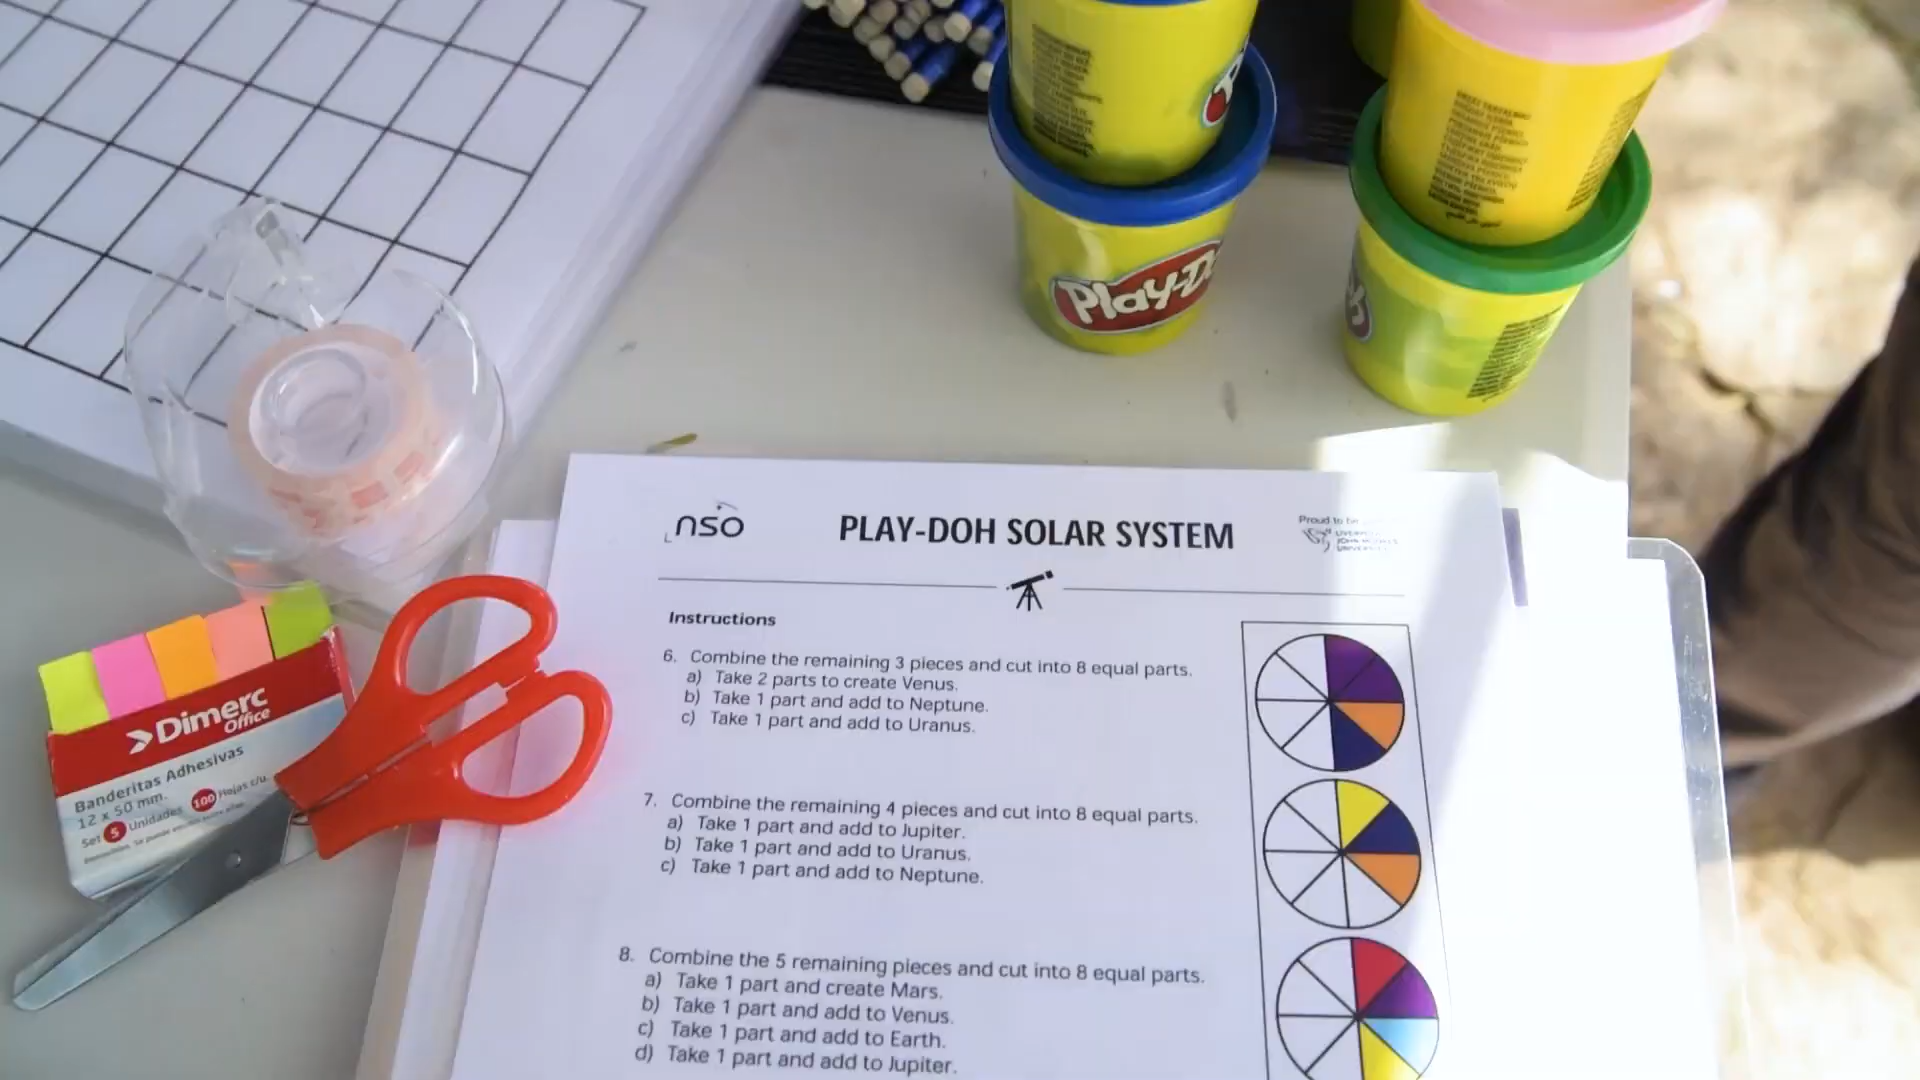 Play-D
nso
PLAY-DOH SOLAR SYSTEM
Proud to be
Instructions
6. Combine the remaining 3 pieces and cut into 8 equal parts.
a) Take 2 parts to create Venus.
b) Take 1 part and add to Neptune.
c) Take 1 part and add to Uranus.
7. Combine the remaining 4 pieces and cut into 8 equal parts.
a) Take 1 part and add to Jupiter.
b) Take 1 part and add to Uranus.
c) Take 1 part and add to Neptune.
8. Combine the 5 remaining pieces and cut into 8 equal parts.
a) Take 1 part and create Mars.
b) Take 1 part and add to Venus.
c) Take 1 part and add to Earth.
d) Take 1 part and add to Jupiter.
Dimerc
Office
Banderitas Adhesivas
12 x 50 mm.
Set 5 Unidades 100 Hojas c/u.